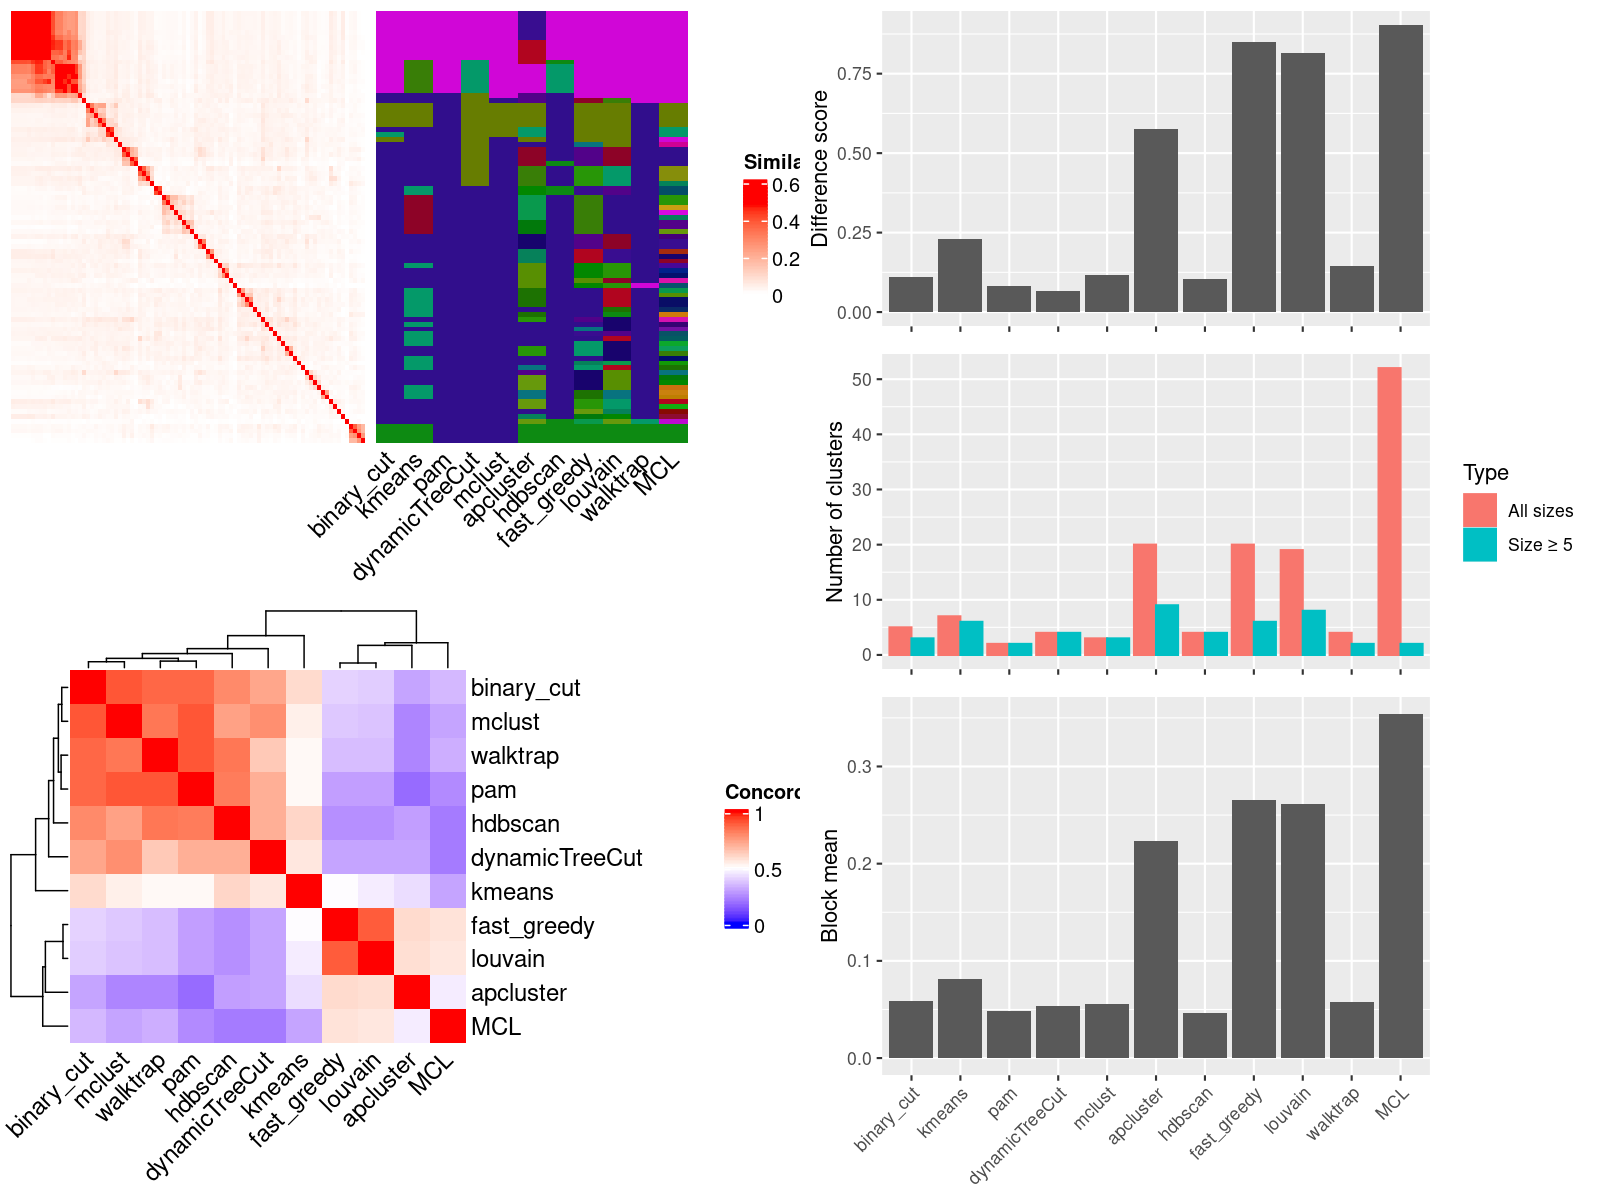 Simila
0.6
0.4
0.2
0
binary_cut
kmeans
pam
dynamicTreeCut
mclust
apcluster
hdbscan
fast_greedy
louvain
walktrap
MCL
binary_cut
mclust
walktrap
pam
hdbscan
dynamicTreeCut
kmeans
fast_greedy
louvain
apcluster
MCL
binary_cut
mclust
walktrap
pam
hdbscan
dynamicTreeCut
kmeans
fast_greedy
louvain
apcluster
MCL
Concord
1
0.5
0
Difference score
0.75
0.50
0.25
0.00
Number of clusters
50
40
30
20
10
0
Type
All sizes
Size ≥ 5
Block mean
0.3
0.2
0.1
0.0
binary_cut
kmeans
pam
dynamicTreeCut
mclust
apcluster
hdbscan
fast_greedy
louvain
walktrap
MCL